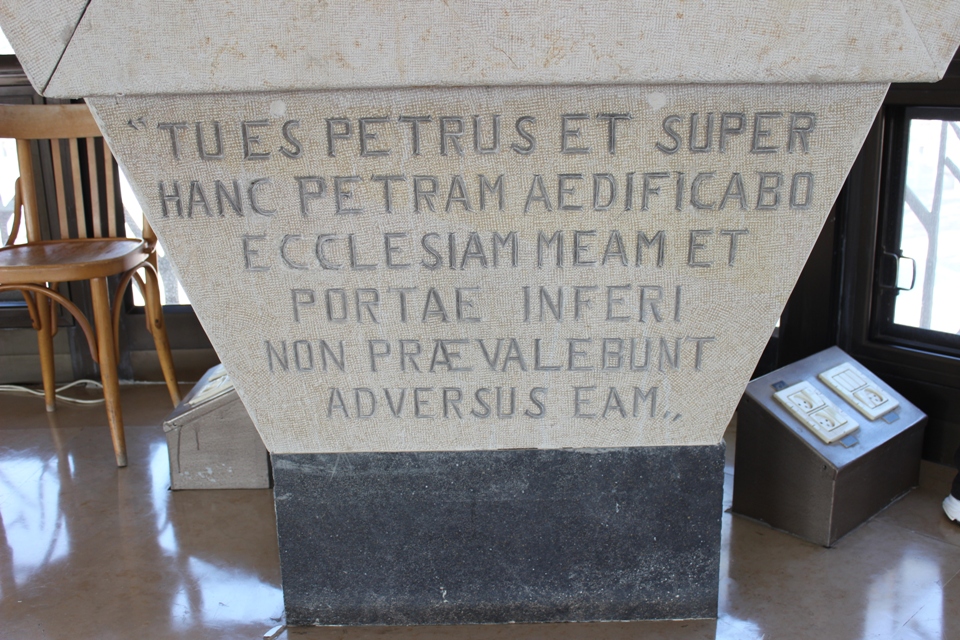 “TU ES PETRUS ET SUPER
HANC PETRAM AEDIFICABO
ECCLESIAM MEAM ET
PORTAE INFERI
NON PRÆVALEBUNT
ADVERSUS EAM„